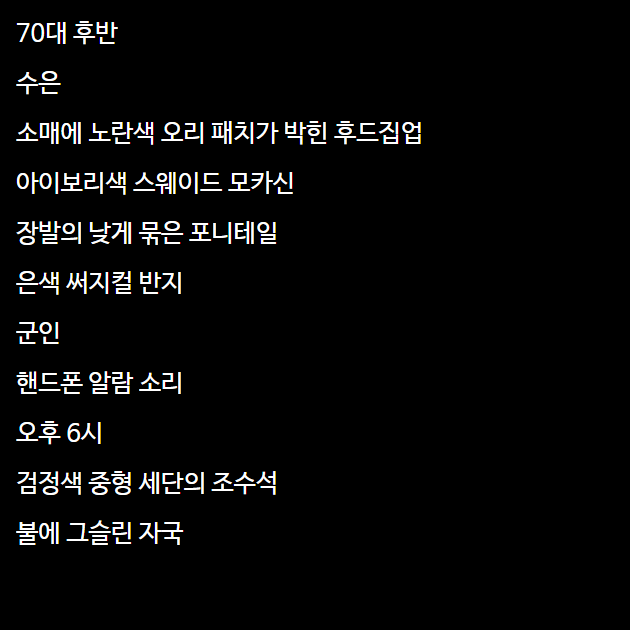 70대 후반
수은
소매에 노란색 오리 패치가 박힌 후드집업
아이보리색 스웨이드 모카신
장발의 낮게 묶은 포니테일
은색 써지컬 반지
군인
핸드폰 알람 소리
오후 6시
검정색 중형 세단의 조수석
불에 그슬린 자국